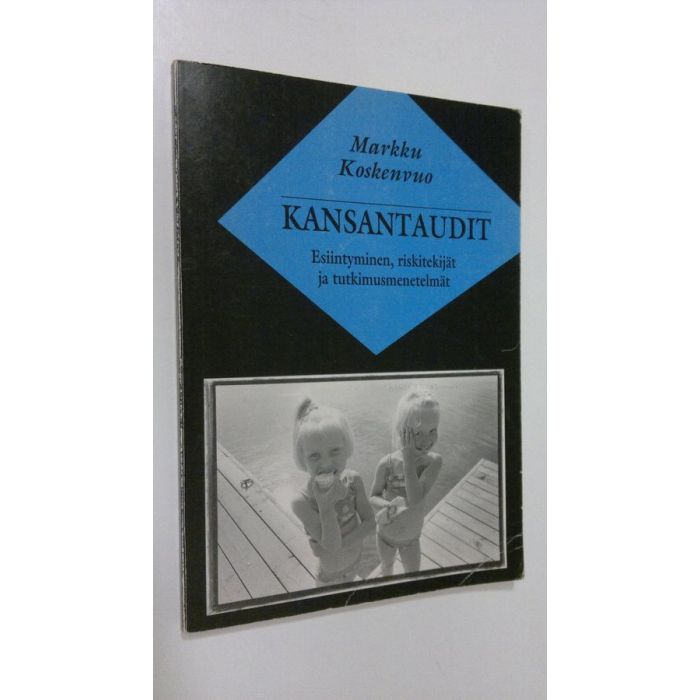 Markku
Koskenvuo
KANSANTAUDIT
Esiintyminen, riskitekijät
ja tutkimusmenetelmät